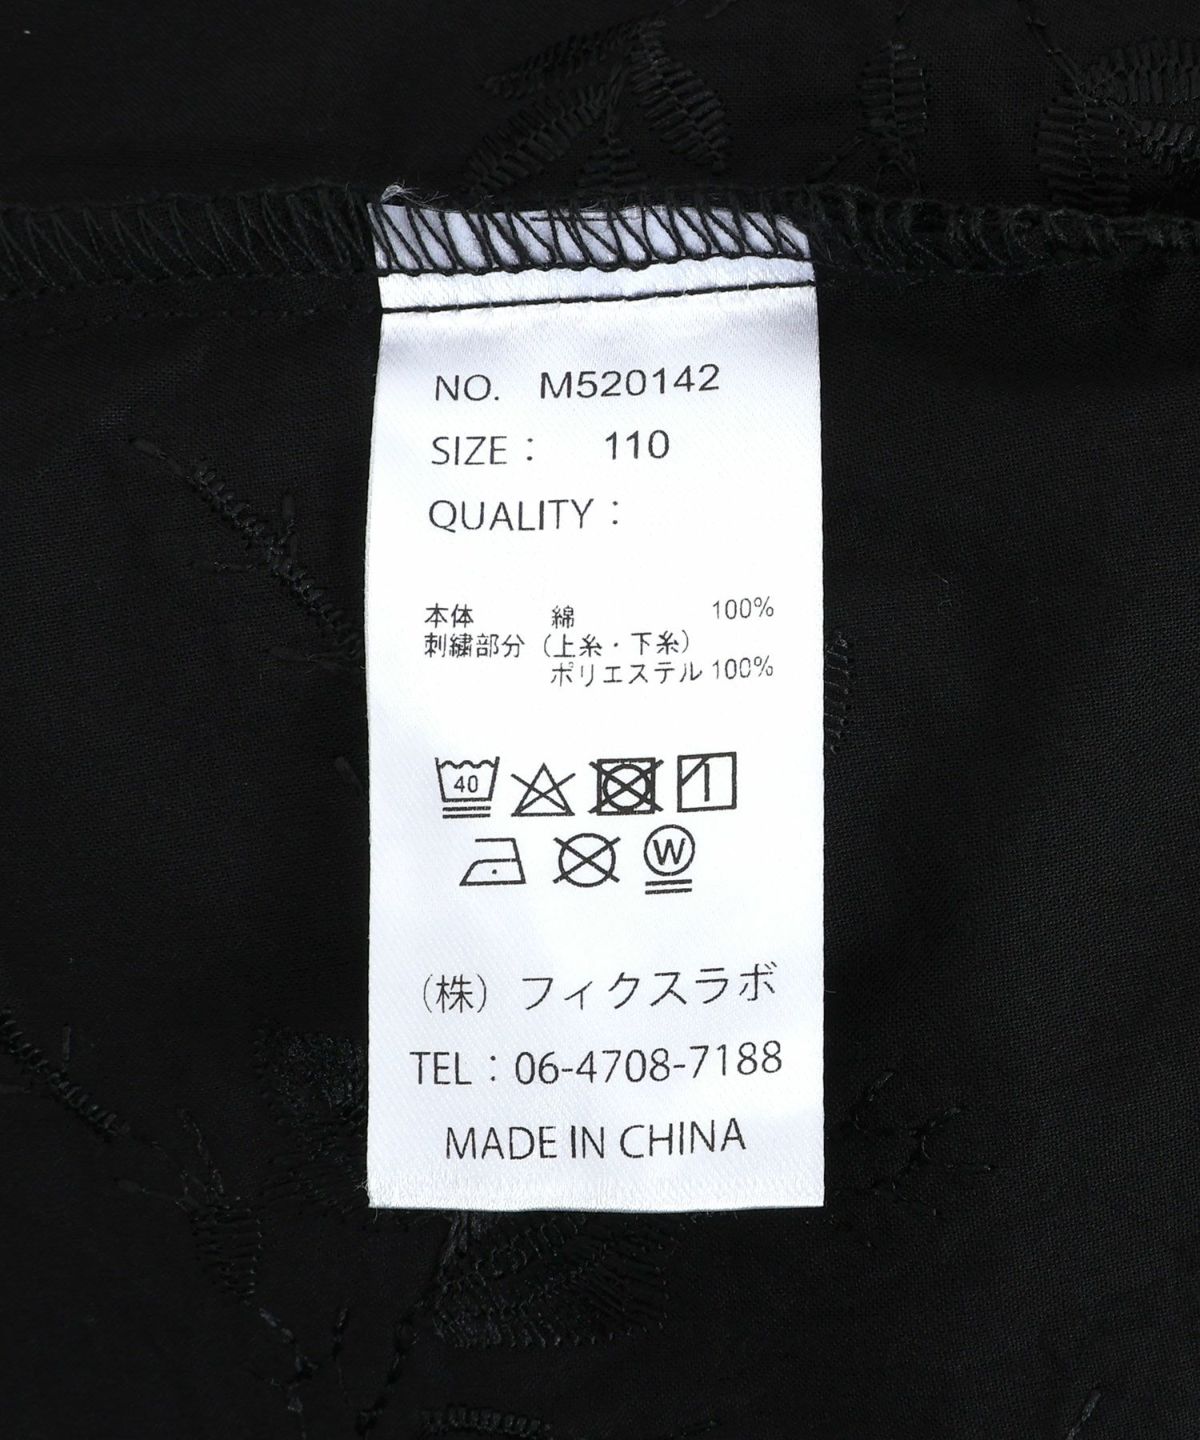 NO. M520142
SIZE： 110
QUALITY：
本体 綿 100%
刺繍部分（上糸・下糸）
ポリエステル 100%
40
W
（株）フィクスラボ
TEL：06-4708-7188
MADE IN CHINA